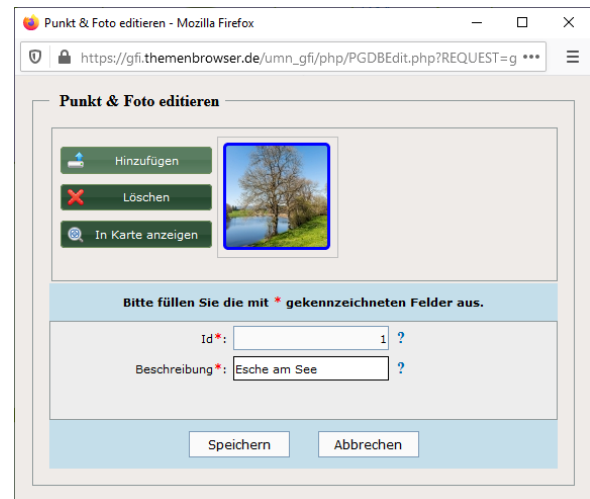 Punkt & Foto editieren - Mozilla Firefox
https://gfi.themenbrowser.de/umn_gfi/php/PGDBEdit.php?REQUEST=g
Punkt & Foto editieren
Hinzufügen
Löschen
In Karte anzeigen
Bitte füllen Sie die mit * gekennzeichneten Felder aus.
Id*: 1 ?
Beschreibung*: Esche am See ?
Speichern Abbrechen